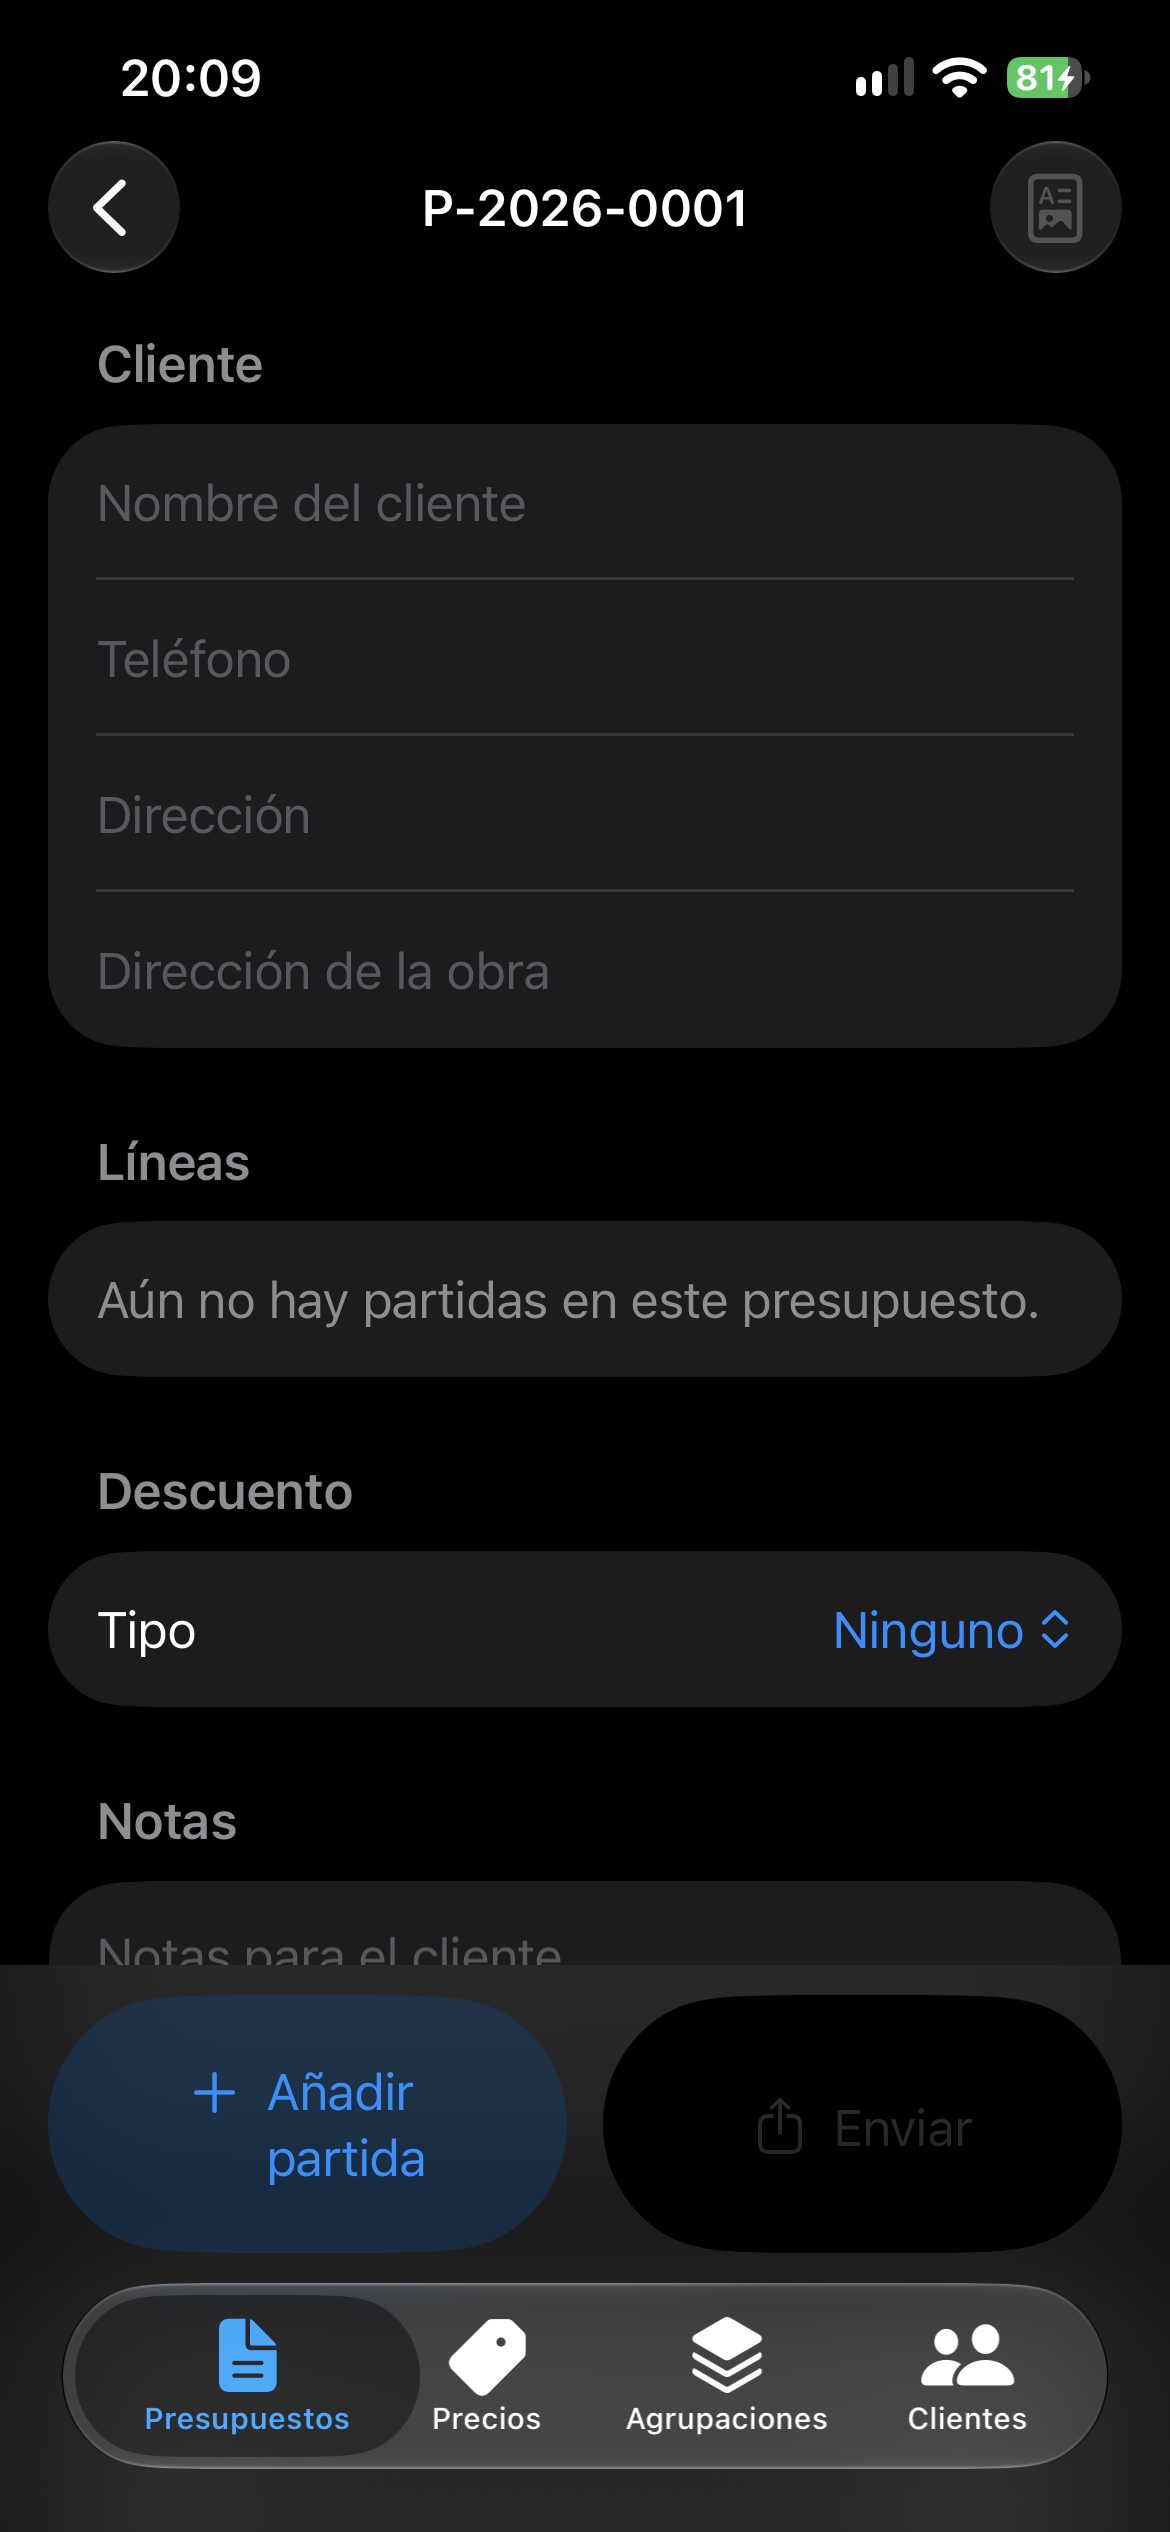 20:09
81
P-2026-0001
Cliente
Nombre del cliente
Teléfono
Dirección
Dirección de la obra
Líneas
Aún no hay partidas en este presupuesto.
Descuento
Tipo
Ninguno
Notas
Notas para el cliente
Añadir
partida
Enviar
Presupuestos
Precios
Agrupaciones
Clientes